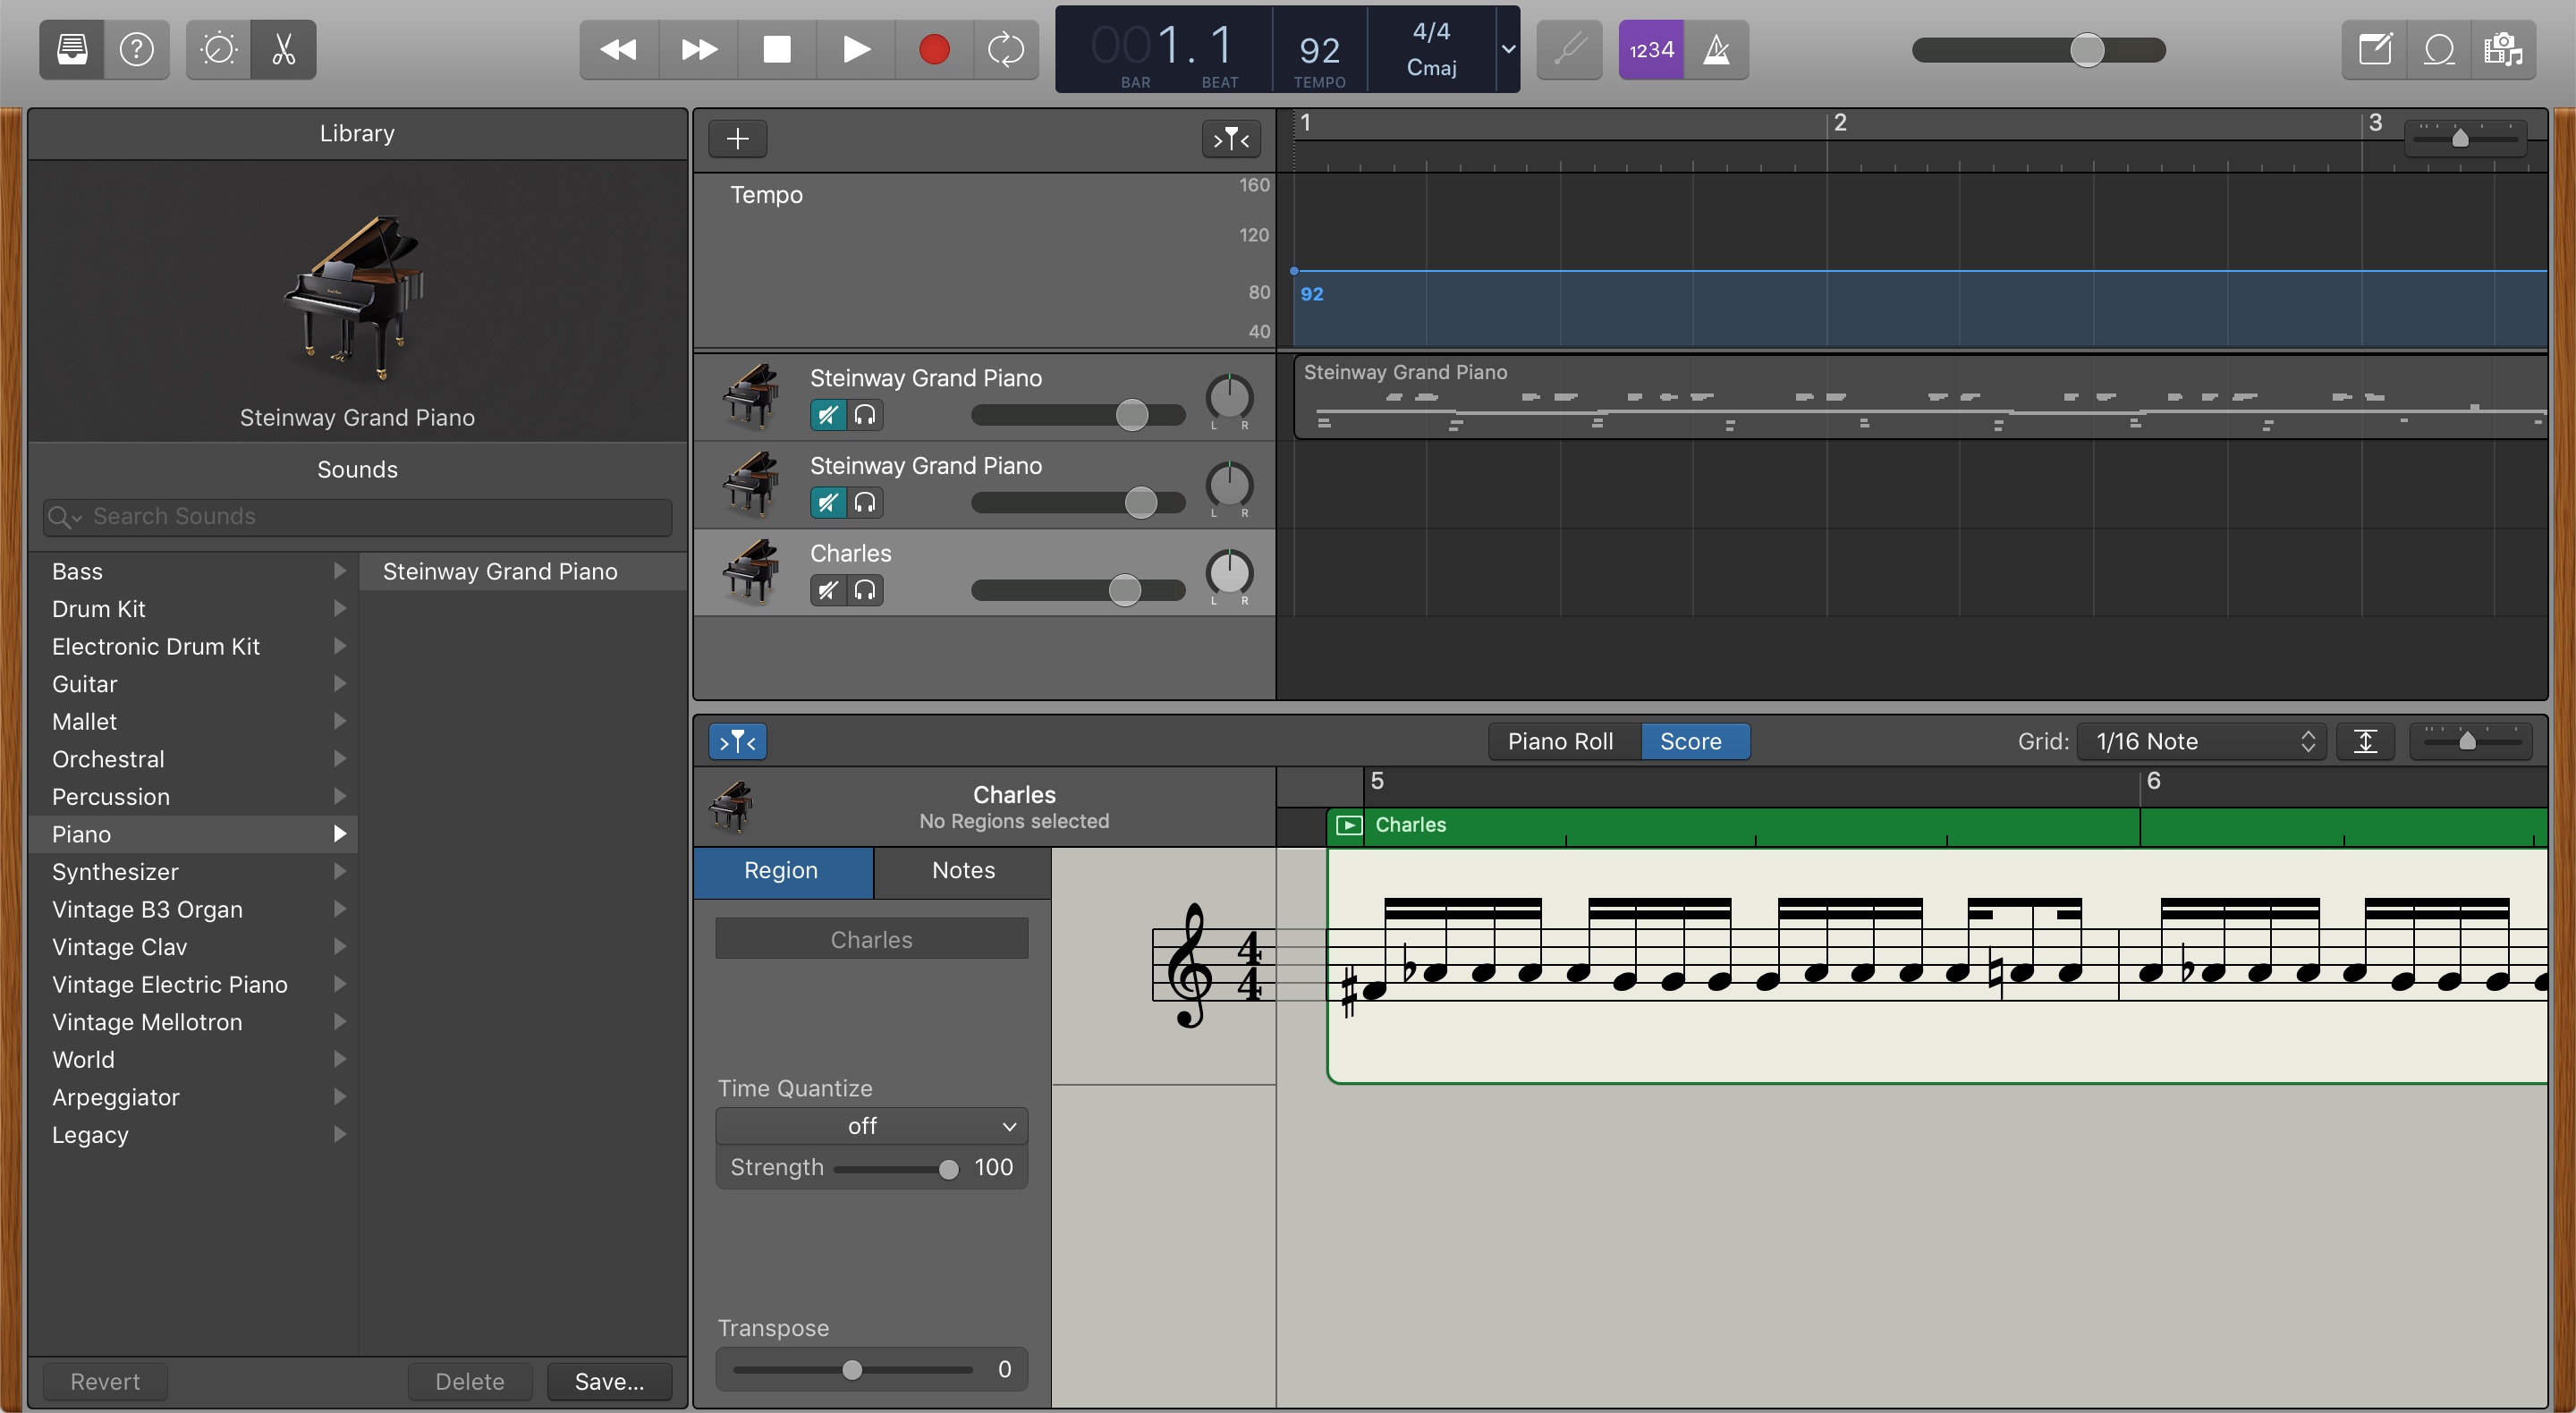 001. 1
BAR
BEAT
92
TEMPO
4/4
Cmaj
1234
Library
Steinway Grand Piano
Sounds
Search Sounds
Bass
Drum Kit
Electronic Drum Kit
Guitar
Mallet
Orchestral
Percussion
Piano
Synthesizer
Vintage B3 Organ
Vintage Clav
Vintage Electric Piano
Vintage Mellotron
World
Arpeggiator
Legacy
Steinway Grand Piano
Revert
Delete
Save...
1
2
3
Tempo
160
120
80
40
92
Steinway Grand Piano
L R
Steinway Grand Piano
Steinway Grand Piano
L R
Charles
L R
Piano Roll
Score
Grid:
1/16 Note
Charles
No Regions selected
5
6
Charles
Region
Notes
Charles
4
4
Time Quantize
off
Strength
100
Transpose
0